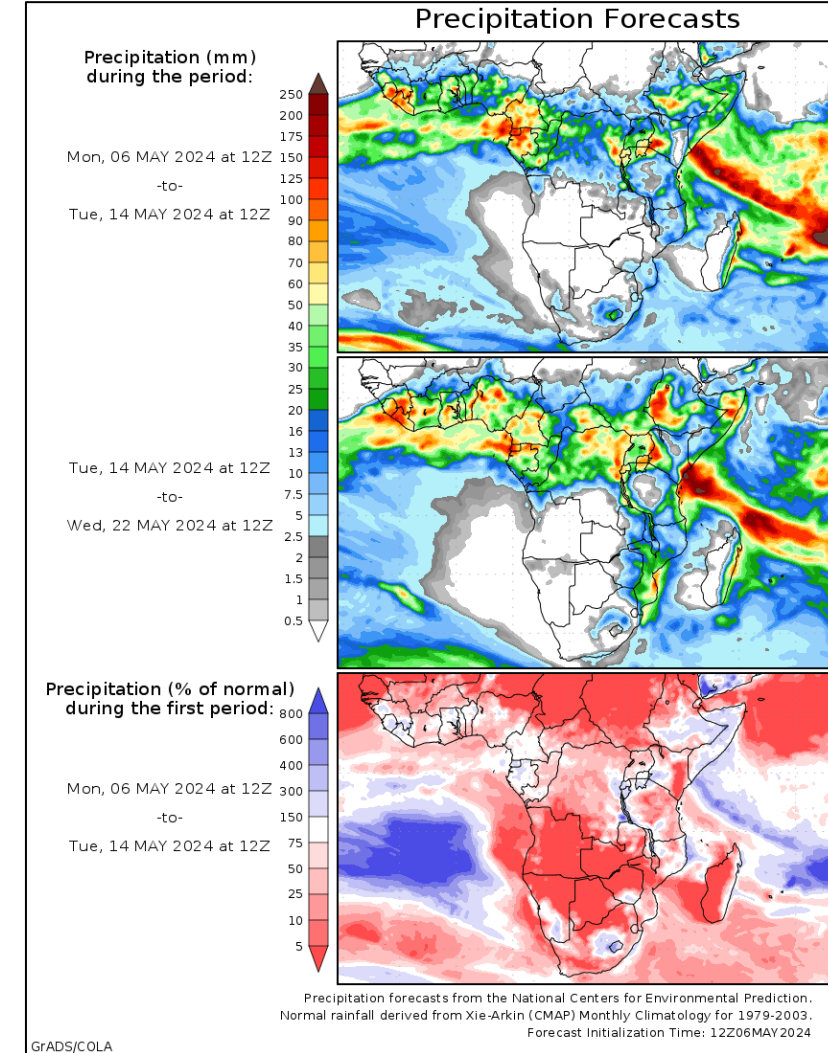 Precipitation Forecasts
Precipitation (mm)
during the period:
Mon, 06 MAY 2024 at 12Z
-to-
Tue, 14 MAY 2024 at 12Z
250
200
175
150
125
100
90
80
70
60
50
40
35
30
25
20
16
13
10
7.5
5
2.5
2
1.5
1
0.5
Tue, 14 MAY 2024 at 12Z
-to-
Wed, 22 MAY 2024 at 12Z
Precipitation (% of normal)
during the first period:
Mon, 06 MAY 2024 at 12Z
-to-
Tue, 14 MAY 2024 at 12Z
800
600
400
300
150
75
50
25
10
5
Precipitation forecasts from the National Centers for Environmental Prediction.
Normal rainfall derived from Xie-Arkin (CMAP) Monthly Climatology for 1979-2003.
Forecast Initialization Time: 12Z06MAY2024
GrADS/COLA